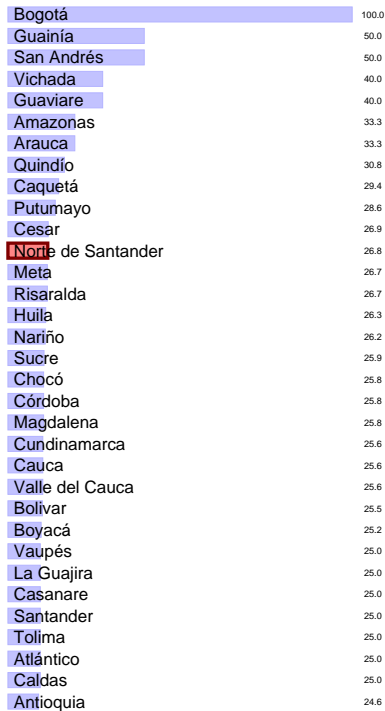 Bogotá 100.0
Guainía 50.0
San Andrés 50.0
Vichada 40.0
Guaviare 40.0
Amazonas 33.3
Arauca 33.3
Quindío 30.8
Caquetá 29.4
Putumayo 28.6
Cesar 26.9
Norte de Santander 26.8
Meta 26.7
Risaralda 26.7
Huila 26.3
Nariño 26.2
Sucre 25.9
Chocó 25.8
Córdoba 25.8
Magdalena 25.8
Cundinamarca 25.6
Cauca 25.6
Valle del Cauca 25.6
Bolivar 25.5
Boyacá 25.2
Vaupés 25.0
La Guajira 25.0
Casanare 25.0
Santander 25.0
Tolima 25.0
Atlántico 25.0
Caldas 25.0
Antioquia 24.6